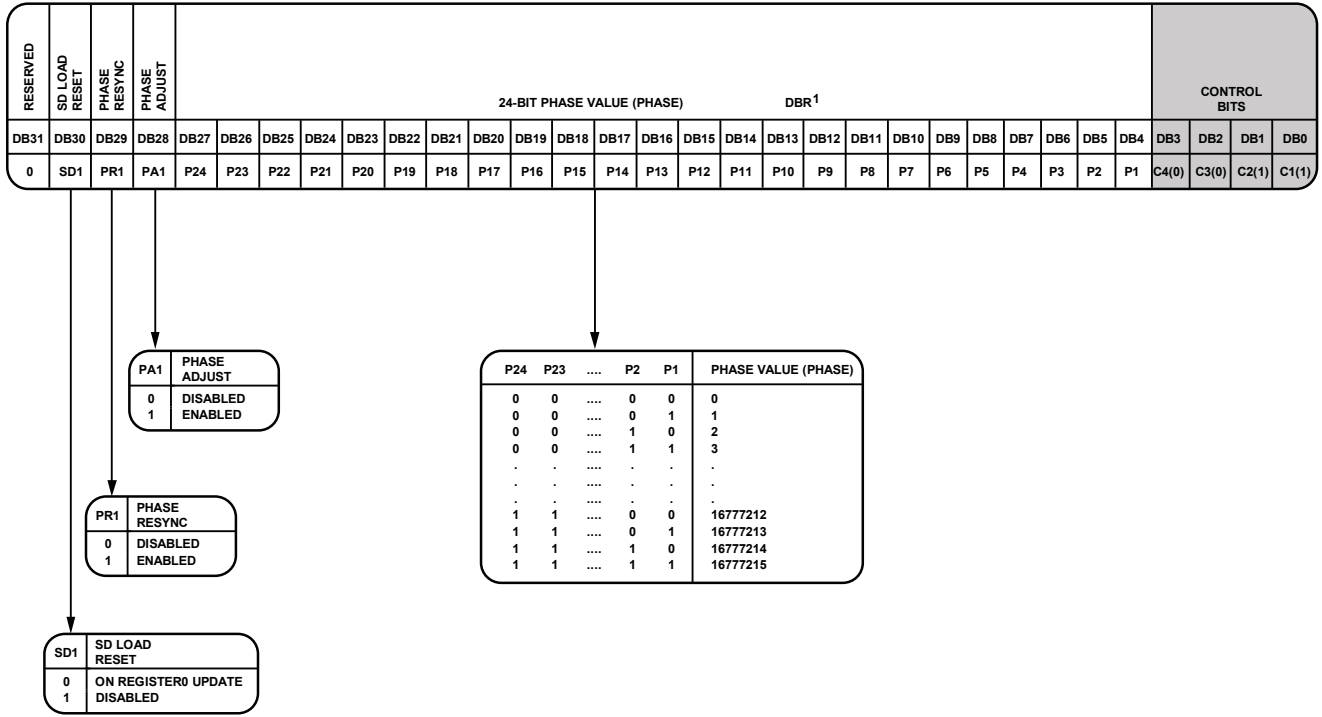 RESERVED
SD LOAD
RESET
PHASE
RESYNC
PHASE
ADJUST
24-BIT PHASE VALUE (PHASE) DBR1
CONTROL
BITS
DB31 DB30 DB29 DB28 DB27 DB26 DB25 DB24 DB23 DB22 DB21 DB20 DB19 DB18 DB17 DB16 DB15 DB14 DB13 DB12 DB11 DB10 DB9 DB8 DB7 DB6 DB5 DB4 DB3 DB2 DB1 DB0
0 SD1 PR1 PA1 P24 P23 P22 P21 P20 P19 P18 P17 P16 P15 P14 P13 P12 P11 P10 P9 P8 P7 P6 P5 P4 P3 P2 P1 C4(0) C3(0) C2(1) C1(1)
PA1 PHASE
ADJUST
0 DISABLED
1 ENABLED
P24 P23 .... P2 P1 PHASE VALUE (PHASE)
0 0 .... 0 0 0
0 0 .... 0 1 1
0 0 .... 1 0 2
0 0 .... 1 1 3
. . .... . . .
. . .... . . .
. . .... . . .
1 1 .... 0 0 16777212
1 1 .... 0 1 16777213
1 1 .... 1 0 16777214
1 1 .... 1 1 16777215
PR1 PHASE
RESYNC
0 DISABLED
1 ENABLED
SD1 SD LOAD
RESET
0 ON REGISTER0 UPDATE
1 DISABLED